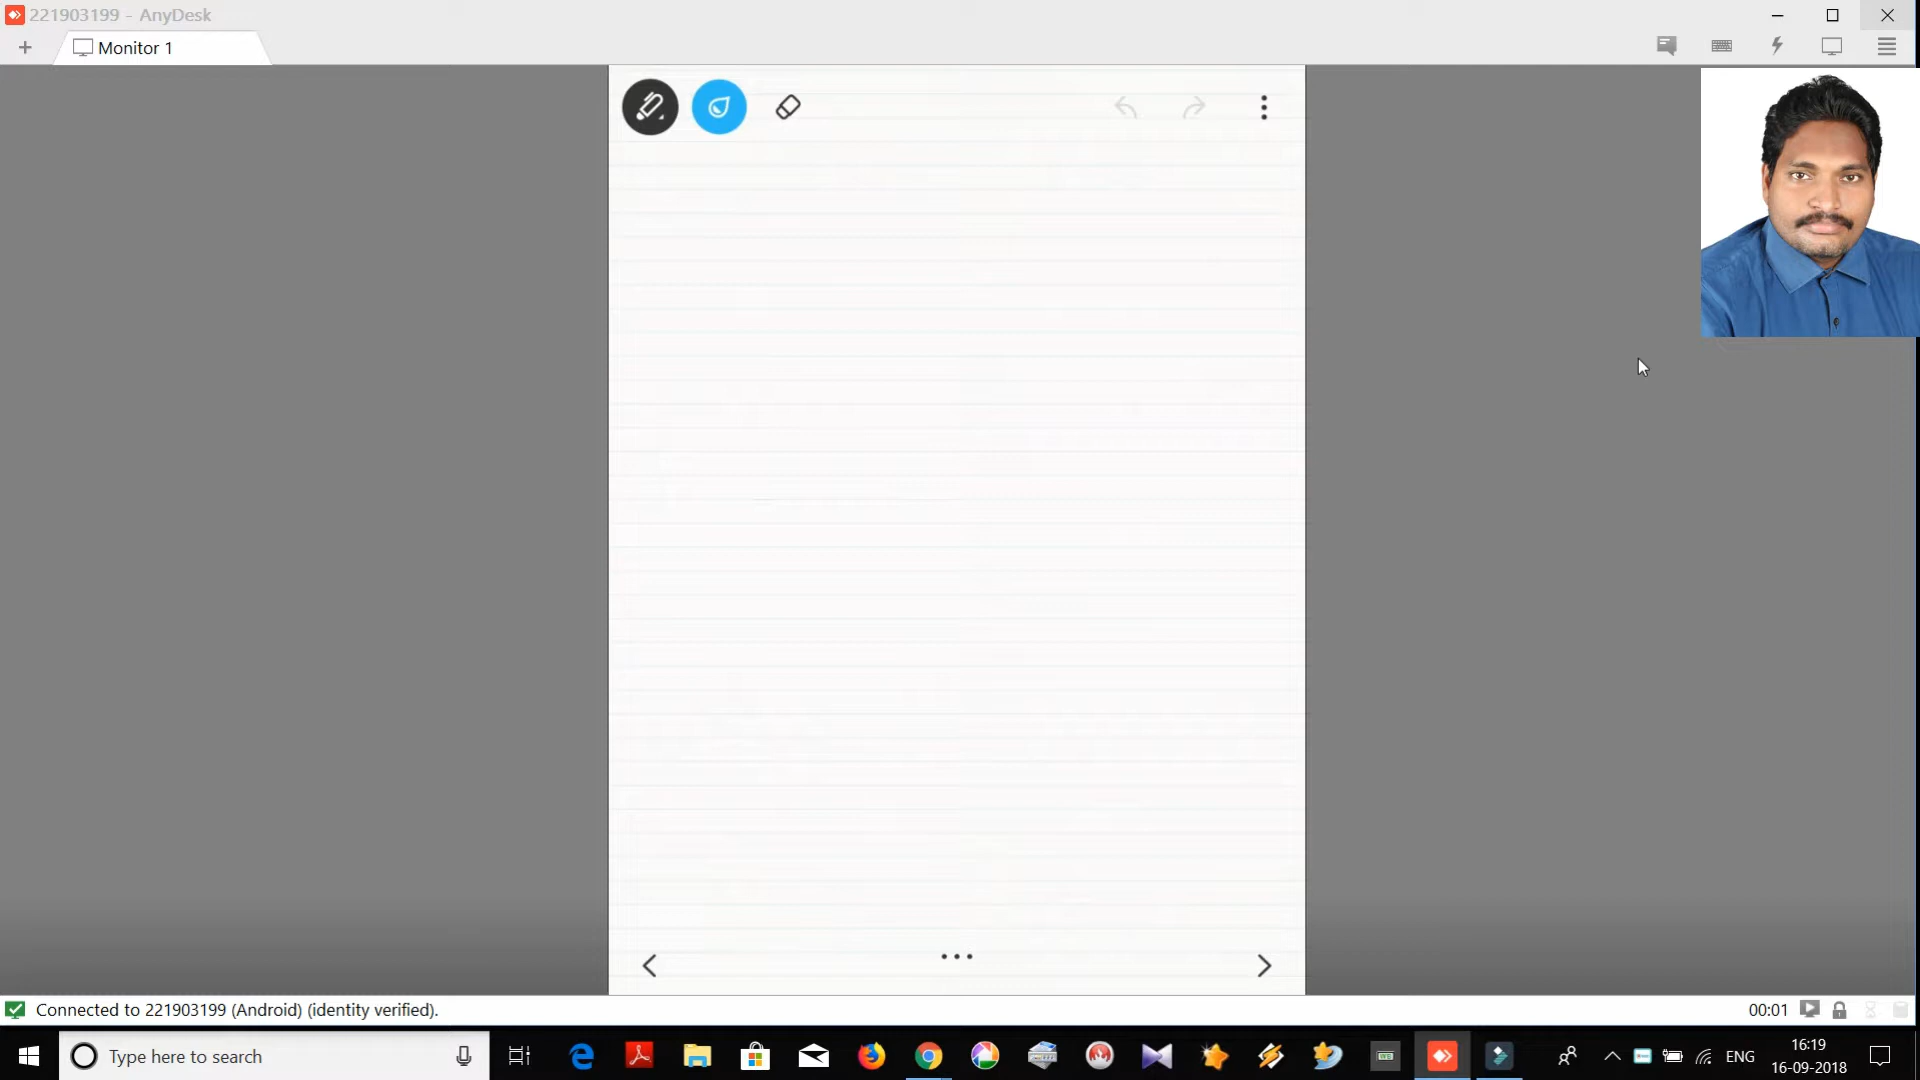 221903199 - AnyDesk
Monitor 1
Connected to 221903199 (Android) (identity verified).
00:01
Type here to search
ENG
16:19
16-09-2018